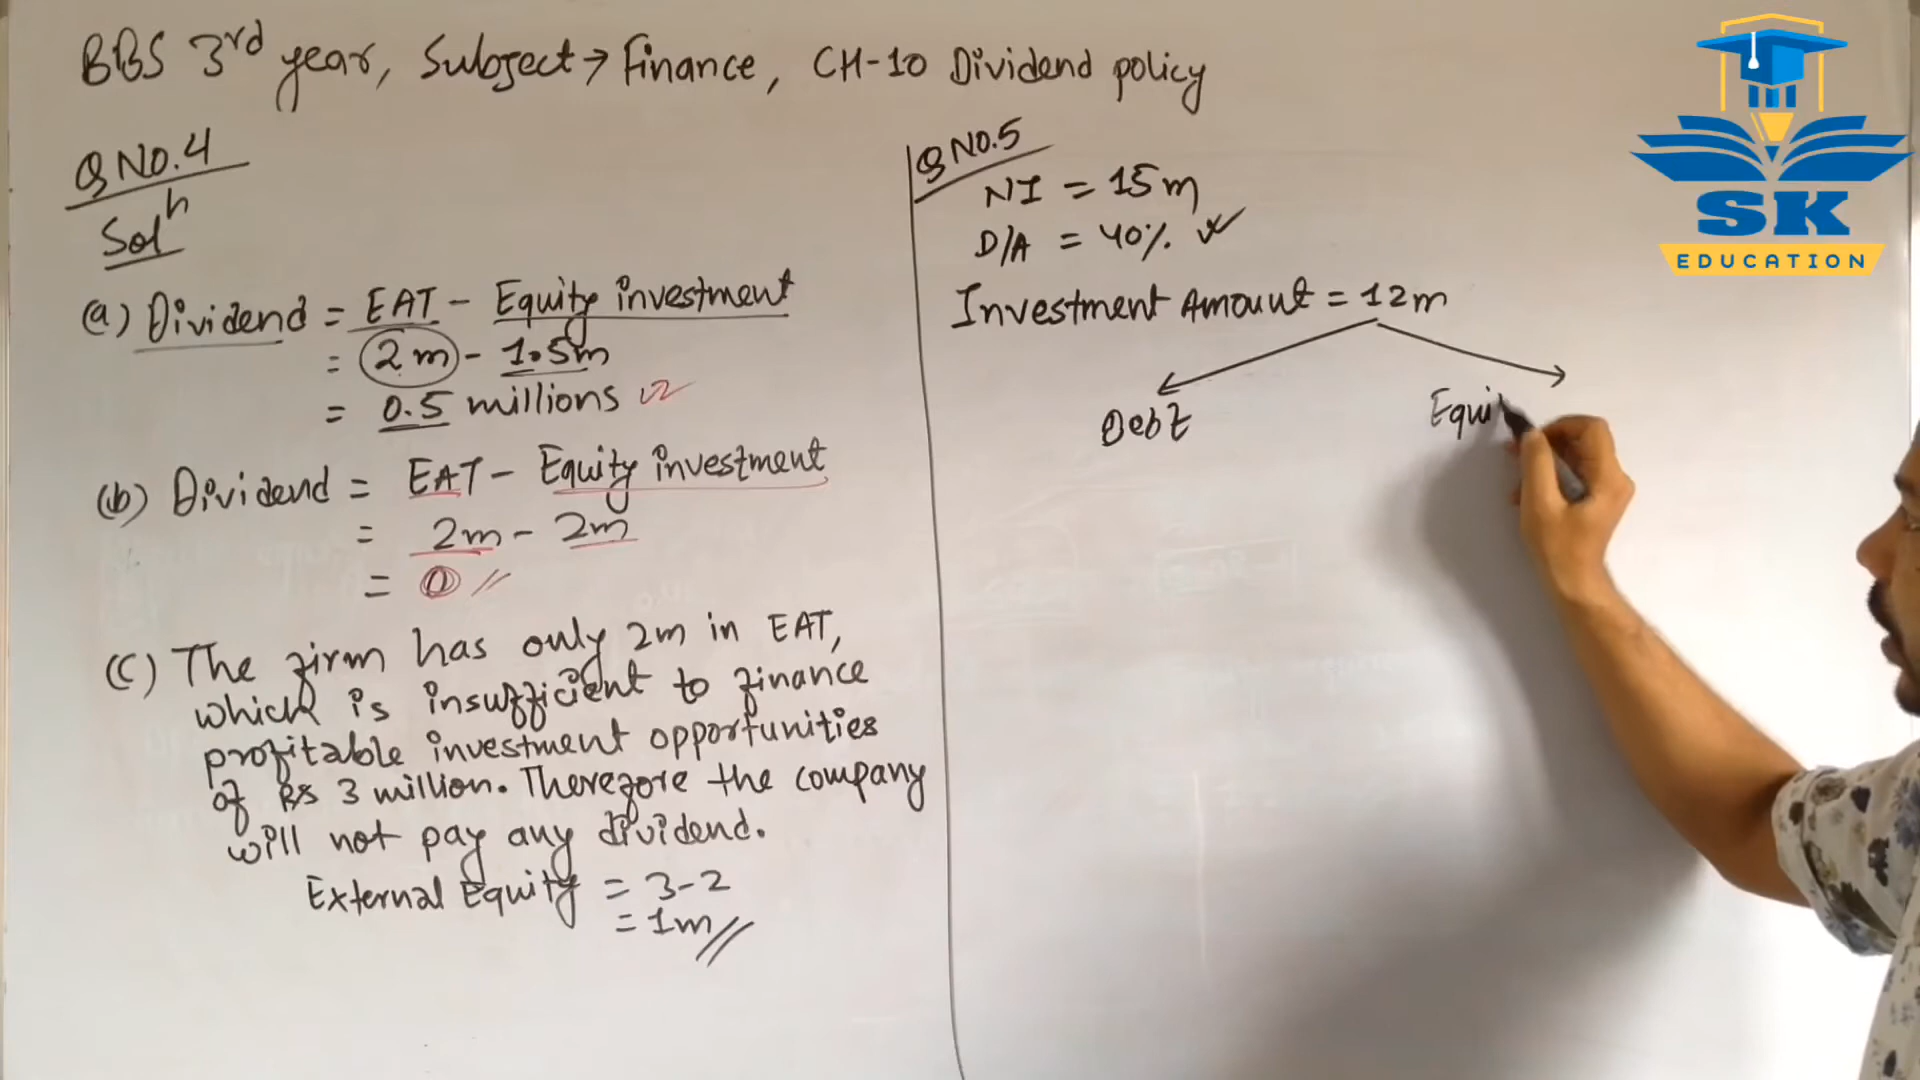 BBS 3rd year, Subject → Finance, CH-10 Dividend policy
Q NO.4
Solⁿ
(a) Dividend = EAT - Equity investment
= 2m - 1.5m
= 0.5 millions
(b) Dividend = EAT - Equity investment
= 2m - 2m
= 0 //
(C) The firm has only 2m in EAT,
which is insufficient to finance
profitable investment opportunities
of Rs 3 million. Therefore the company
will not pay any dividend.
External Equity = 3-2
= 1m //
Q NO.5
NI = 15m
D/A = 40%
Investment Amount = 12m
Debt
Equi
SK
EDUCATION